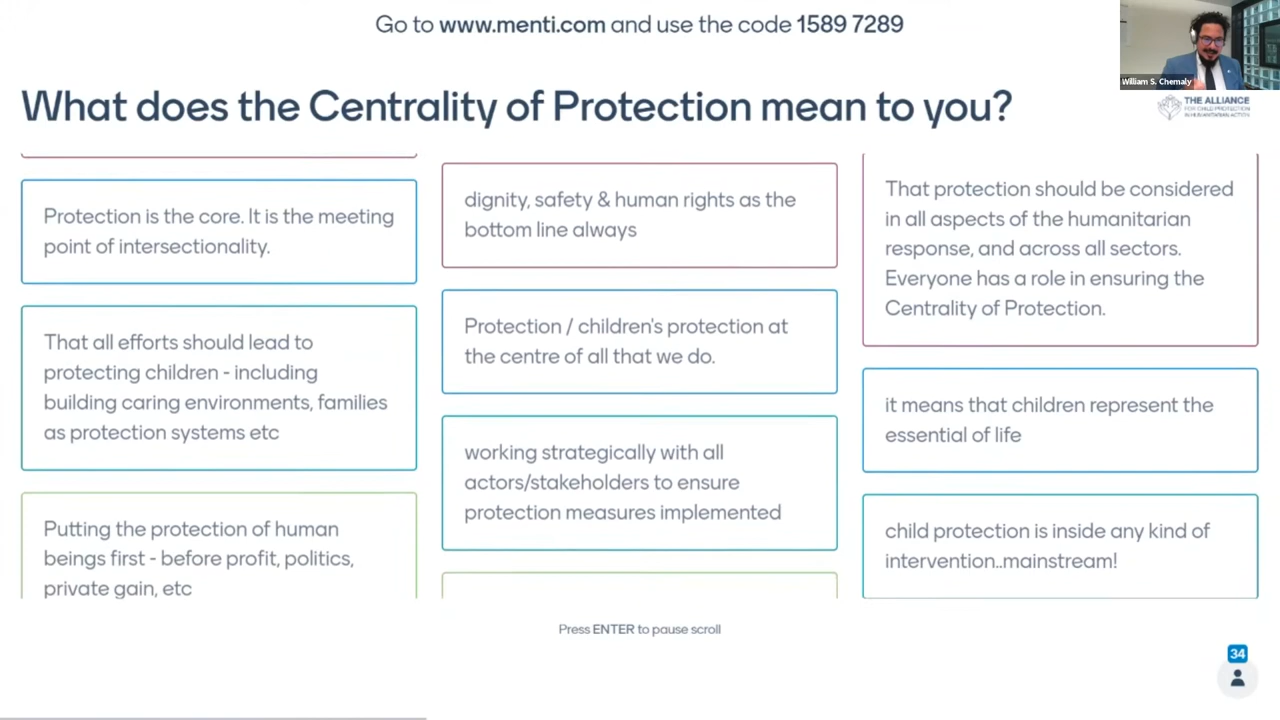 Go to www.menti.com and use the code 1589 7289
William S. Chemaly
What does the Centrality of Protection mean to you?
THE ALLIANCE
FOR CHILD PROTECTION
IN HUMANITARIAN ACTION
Protection is the core. It is the meeting
point of intersectionality.
That all efforts should lead to
protecting children - including
building caring environments, families
as protection systems etc
Putting the protection of human
beings first - before profit, politics,
private gain, etc
dignity, safety & human rights as the
bottom line always
Protection / children's protection at
the centre of all that we do.
working strategically with all
actors/stakeholders to ensure
protection measures implemented
That protection should be considered
in all aspects of the humanitarian
response, and across all sectors.
Everyone has a role in ensuring the
Centrality of Protection.
it means that children represent the
essential of life
child protection is inside any kind of
intervention..mainstream!
Press ENTER to pause scroll
34